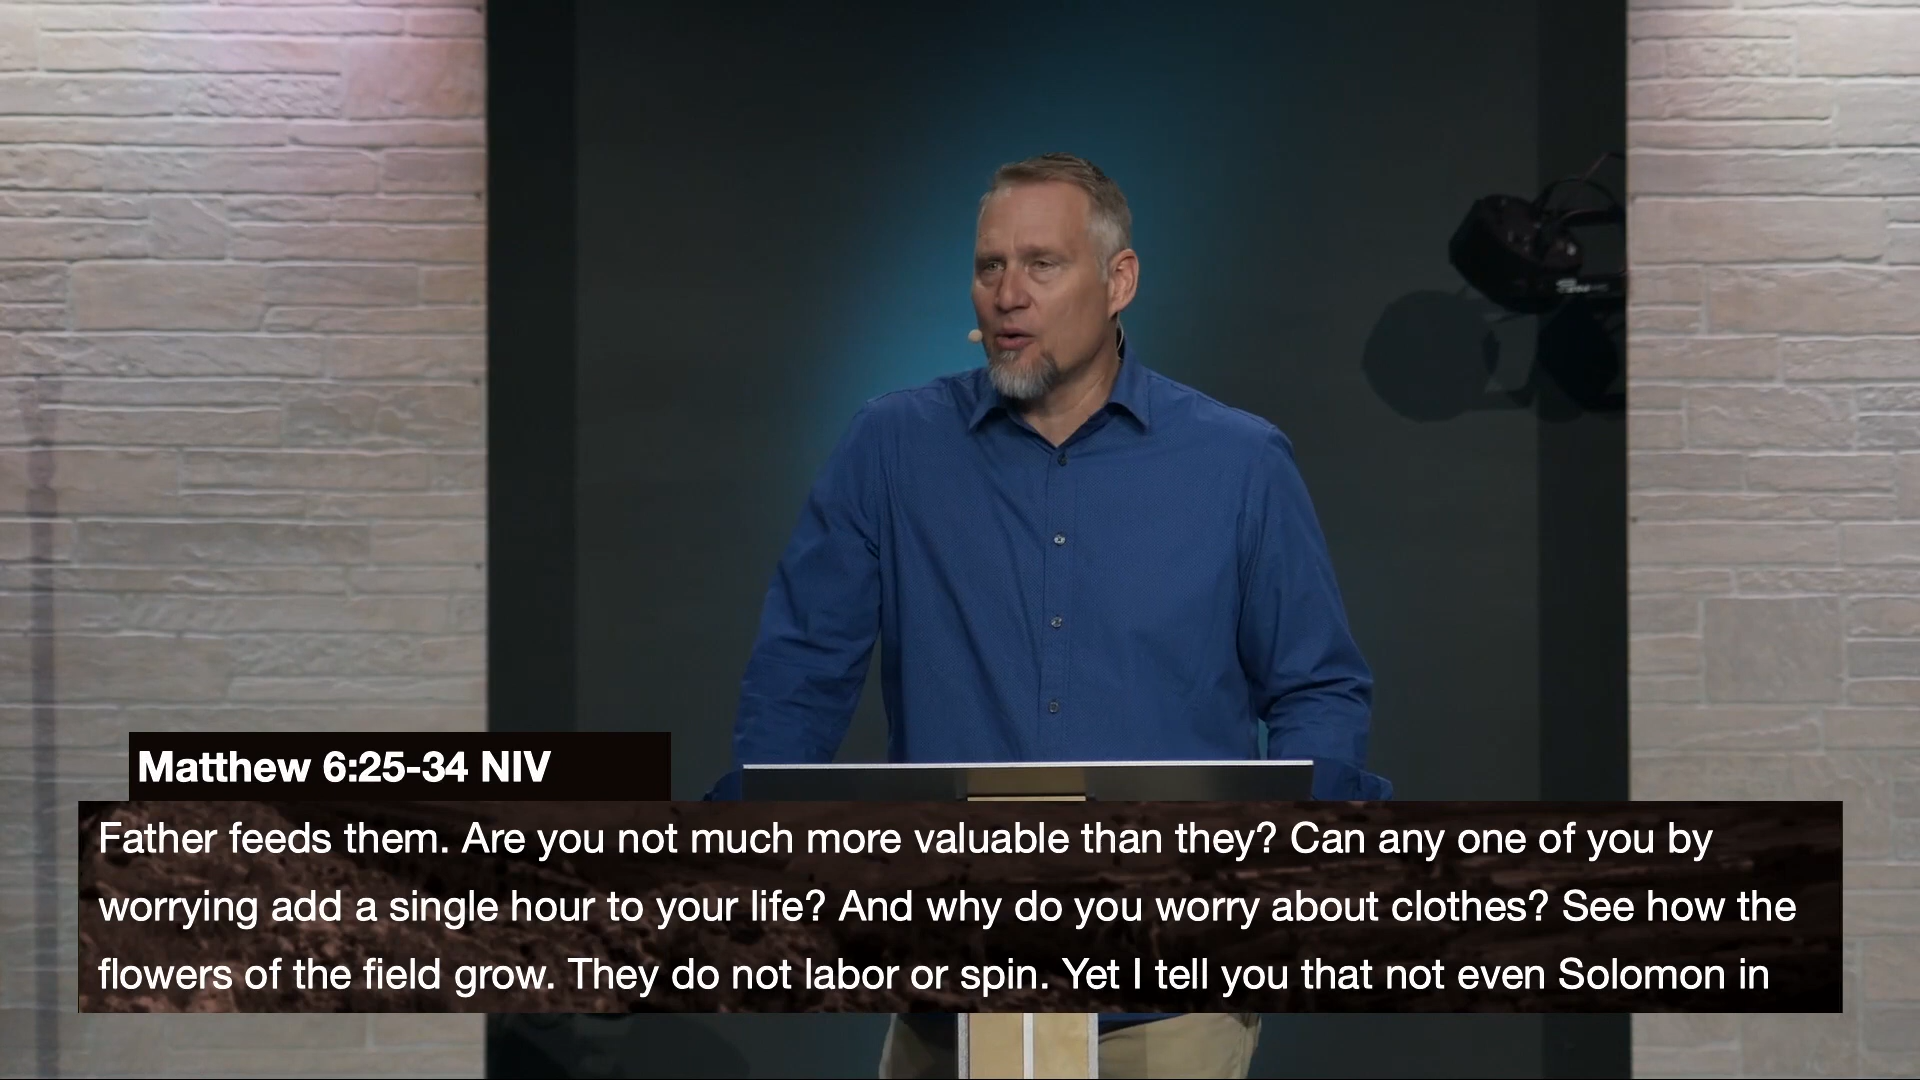 Matthew 6:25-34 NIV
Father feeds them. Are you not much more valuable than they? Can any one of you by
worrying add a single hour to your life? And why do you worry about clothes? See how the
flowers of the field grow. They do not labor or spin. Yet I tell you that not even Solomon in